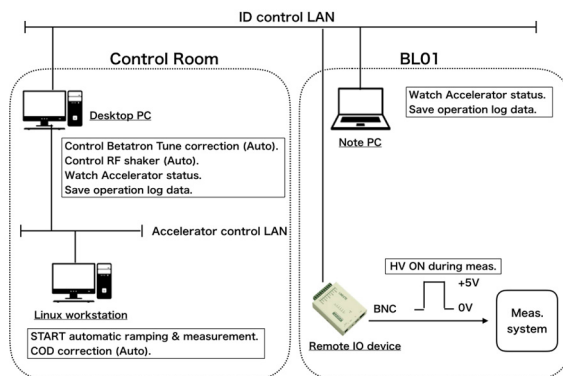 ID control LAN
Control Room
Desktop PC
Control Betatron Tune correction (Auto).
Control RF shaker (Auto).
Watch Accelerator status.
Save operation log data.
Accelerator control LAN
Linux workstation
START automatic ramping & measurement.
COD correction (Auto).
BL01
Watch Accelerator status.
Save operation log data.
Note PC
HV ON during meas.
+5V
0V
BNC
Remote IO device
Meas.
system